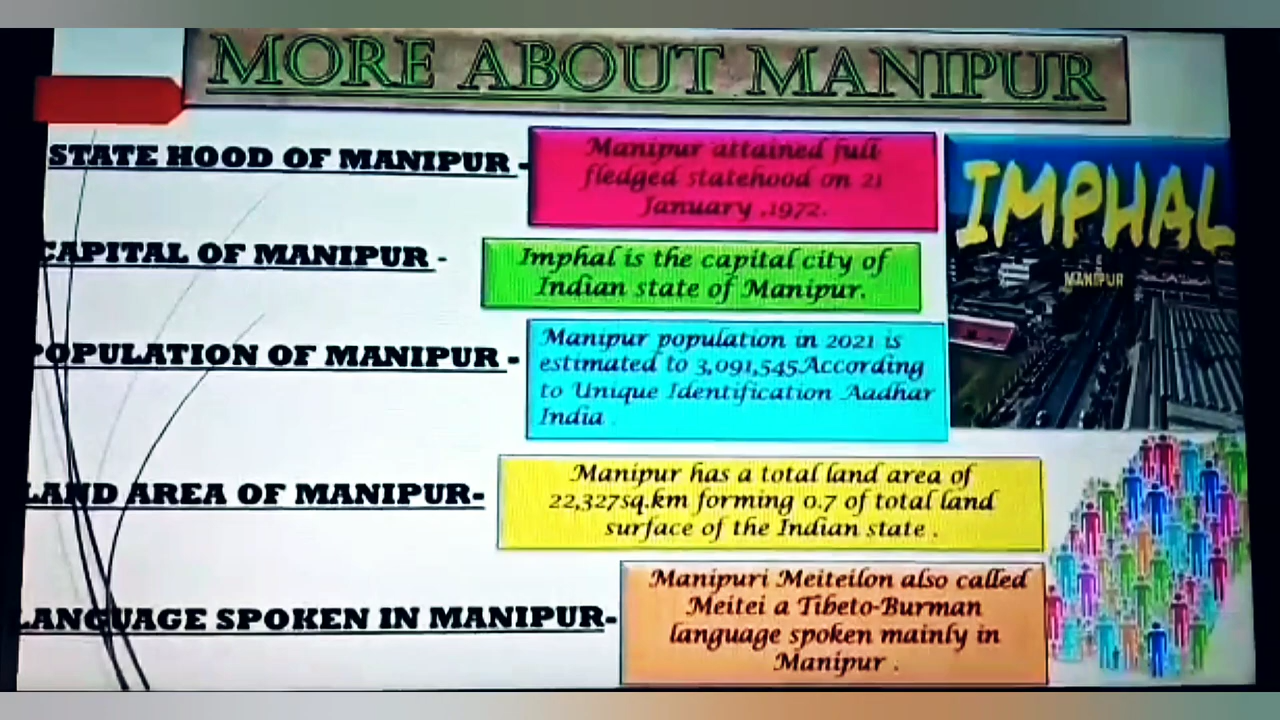 MORE ABOUT MANIPUR
STATE HOOD OF MANIPUR -
Manipur attained full
fledged statehood on 21
January ,1972.
CAPITAL OF MANIPUR -
Imphal is the capital city of
Indian state of Manipur.
POPULATION OF MANIPUR -
Manipur population in 2021 is
estimated to 3,091,545According
to Unique Identification Aadhar
India .
LAND AREA OF MANIPUR-
Manipur has a total land area of
22,327sq.km forming 0.7 of total land
surface of the Indian state .
LANGUAGE SPOKEN IN MANIPUR-
Manipuri Meiteilon also called
Meitei a Tibeto-Burman
language spoken mainly in
Manipur .
IMPHAL
MANIPUR